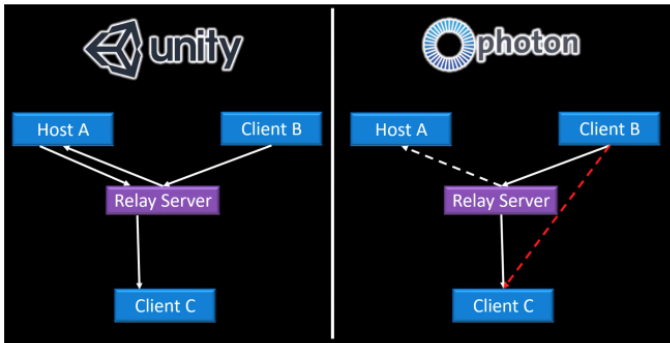 unity
Host A
Client B
Relay Server
Client C
photon
Host A
Client B
Relay Server
Client C